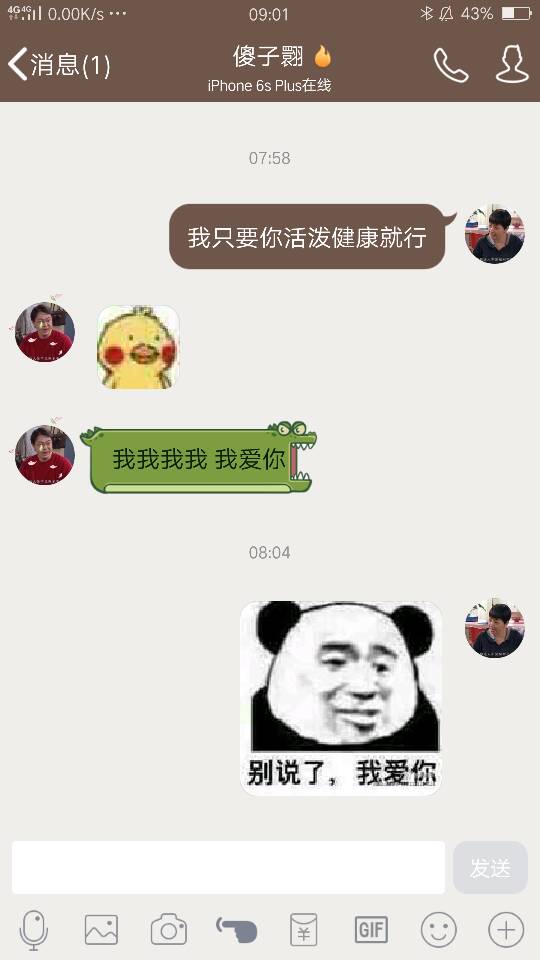 4G 4G 0.00K/s ··· 09:01 43%
消息(1)
傻子翾
iPhone 6s Plus在线
07:58
我只要你活泼健康就行
我我我我 我爱你
08:04
别说了，我爱你
发送
GIF